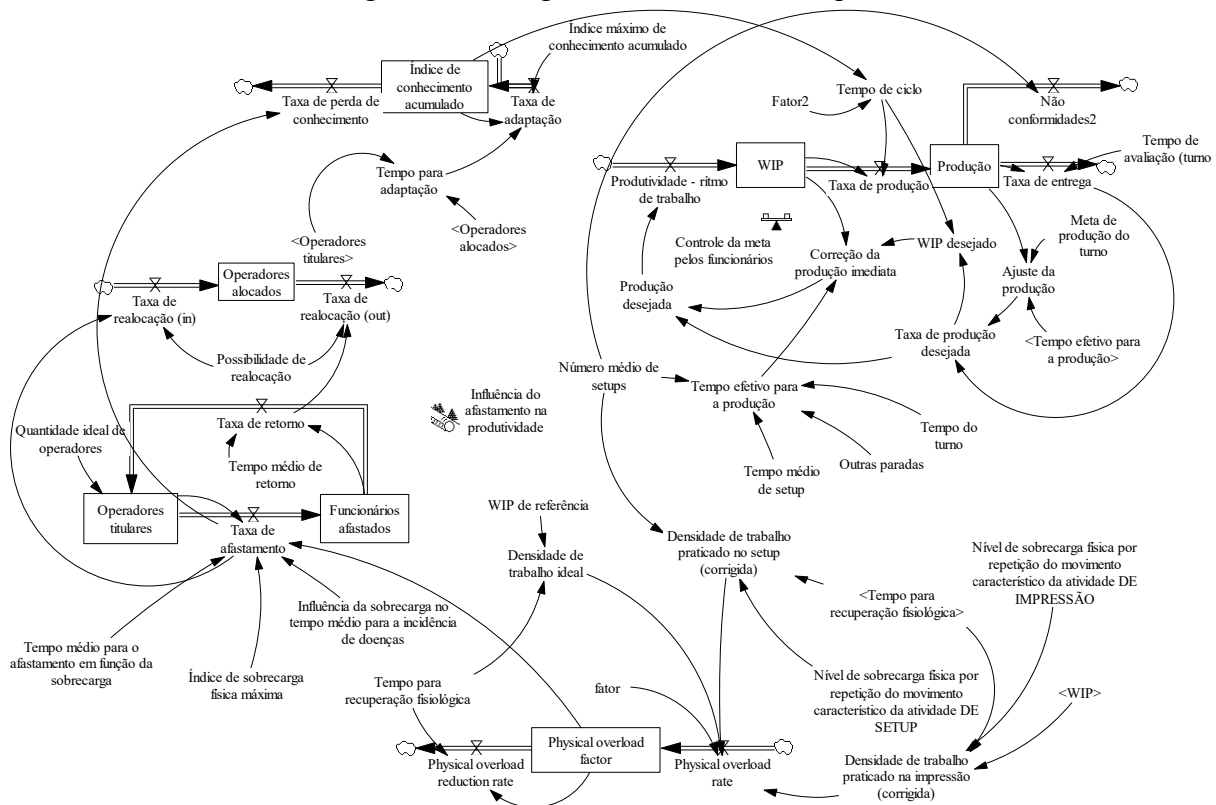 Índice máximo de
conhecimento acumulado
Índice de
conhecimento
acumulado
Taxa de perda de
conhecimento
Taxa de
adaptação
Tempo de ciclo
Fator2
Não
conformidades2
Tempo de
avaliação (turno
Tempo para
adaptação
<Operadores
alocados>
<Operadores
titulares>
Produtividade - rítmo
de trabalho
WIP
Taxa de produção
Produção
Taxa de entrega
Controle da meta
pelos funcionários
Correção da
produção imediata
WIP desejado
Meta de
produção do
turno
Ajuste da
produção
Produção
desejada
Taxa de produção
desejada
<Tempo efetivo para
a produção>
Operadores
alocados
Taxa de
realocação (in)
Taxa de
realocação (out)
Possibilidade de
realocação
Número médio de
setups
Tempo efetivo para
a produção
Influência do
afastamento na
produtividade
Tempo do
turno
Outras paradas
Tempo médio
de setup
Quantidade ideal de
operadores
Taxa de retorno
Tempo médio de
retorno
Operadores
titulares
Funcionários
afastados
Taxa de
afastamento
WIP de referência
Densidade de
trabalho ideal
Densidade de trabalho
praticado no setup
(corrigida)
Nível de sobrecarga física por
repetição do movimento
característico da atividade DE
IMPRESSÃO
<Tempo para
recuperação fisiológica>
Influência da sobrecarga no
tempo médio para a incidência
de doenças
Tempo médio para o
afastamento em função da
sobrecarga
Índice de sobrecarga
física máxima
Tempo para
recuperação fisiológica
fator
Nível de sobrecarga física por
repetição do movimento
característico da atividade DE
SETUP
<WIP>
Physical overload
reduction rate
Physical overload
factor
Physical overload
rate
Densidade de trabalho
praticado na impressão
(corrigida)